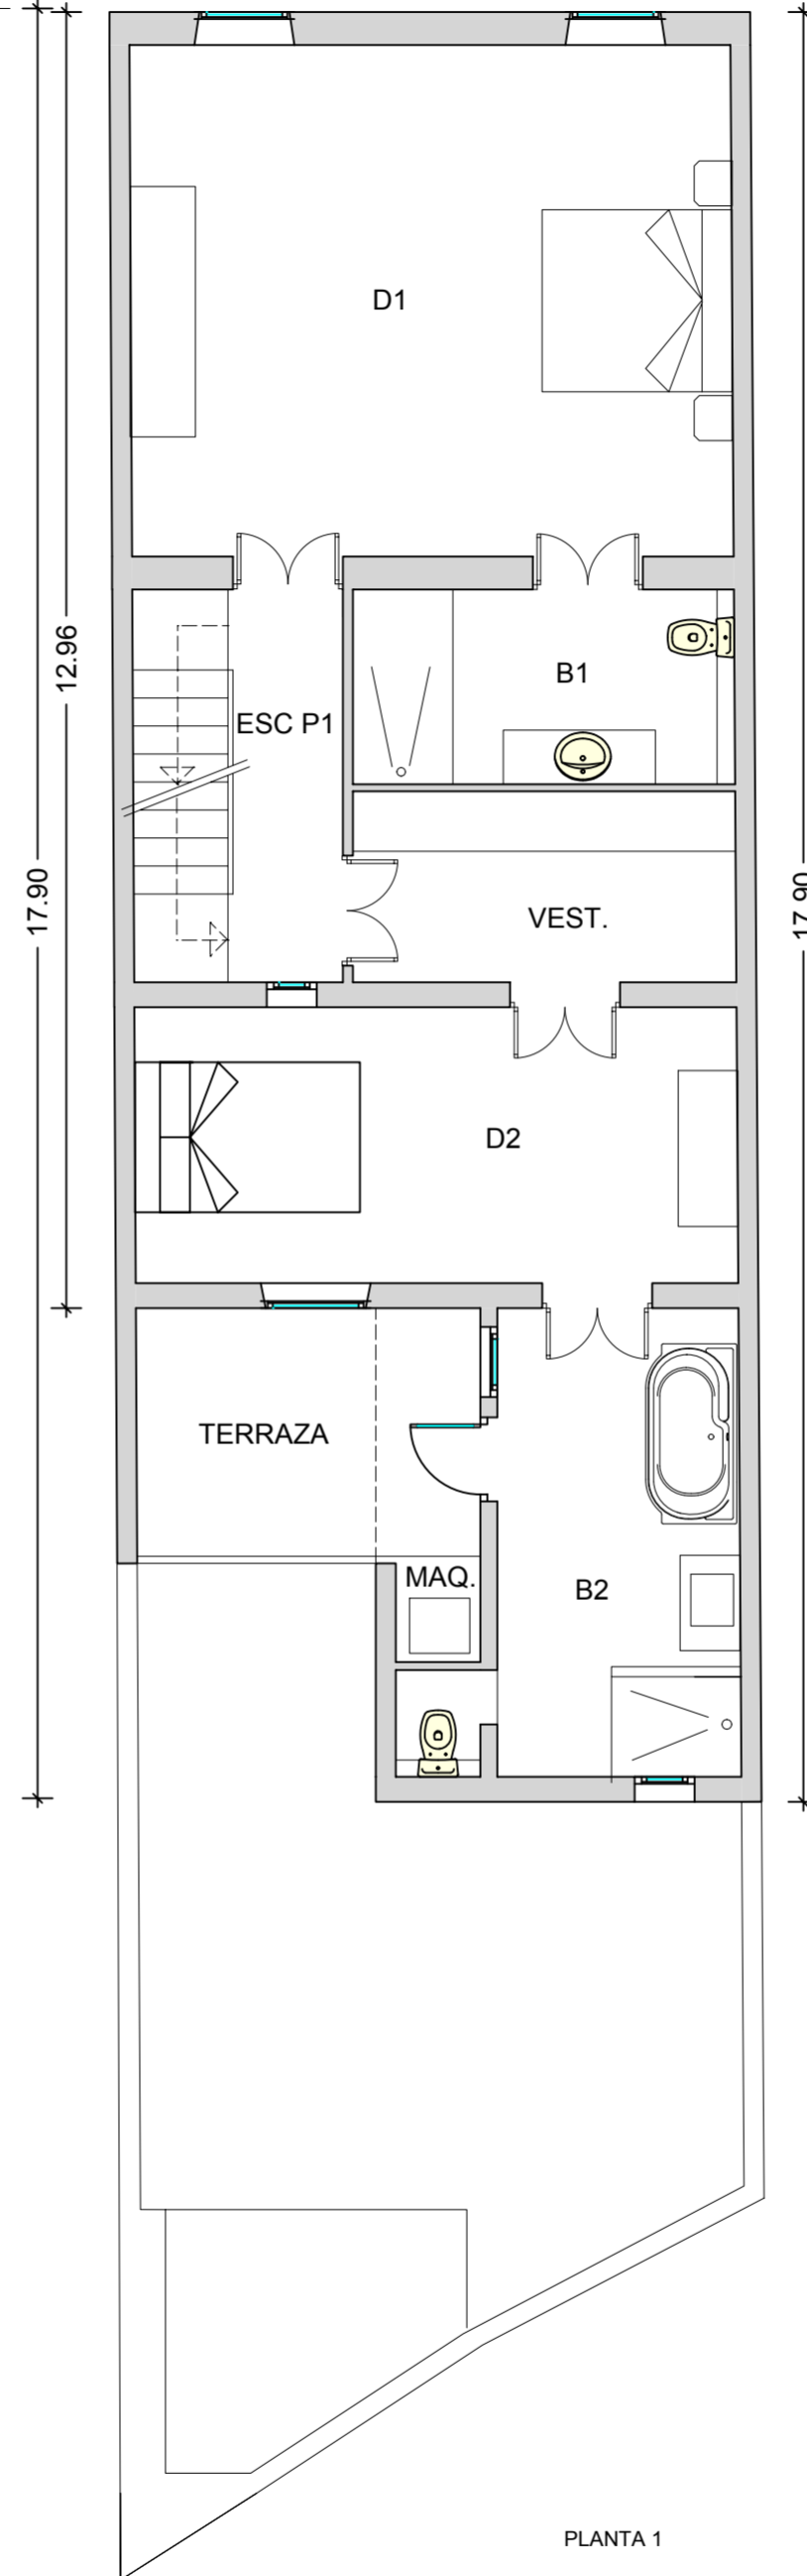 D1
12.96
B1
ESC P1
17.90
17.90
VEST.
D2
TERRAZA
MAQ.
B2
PLANTA 1